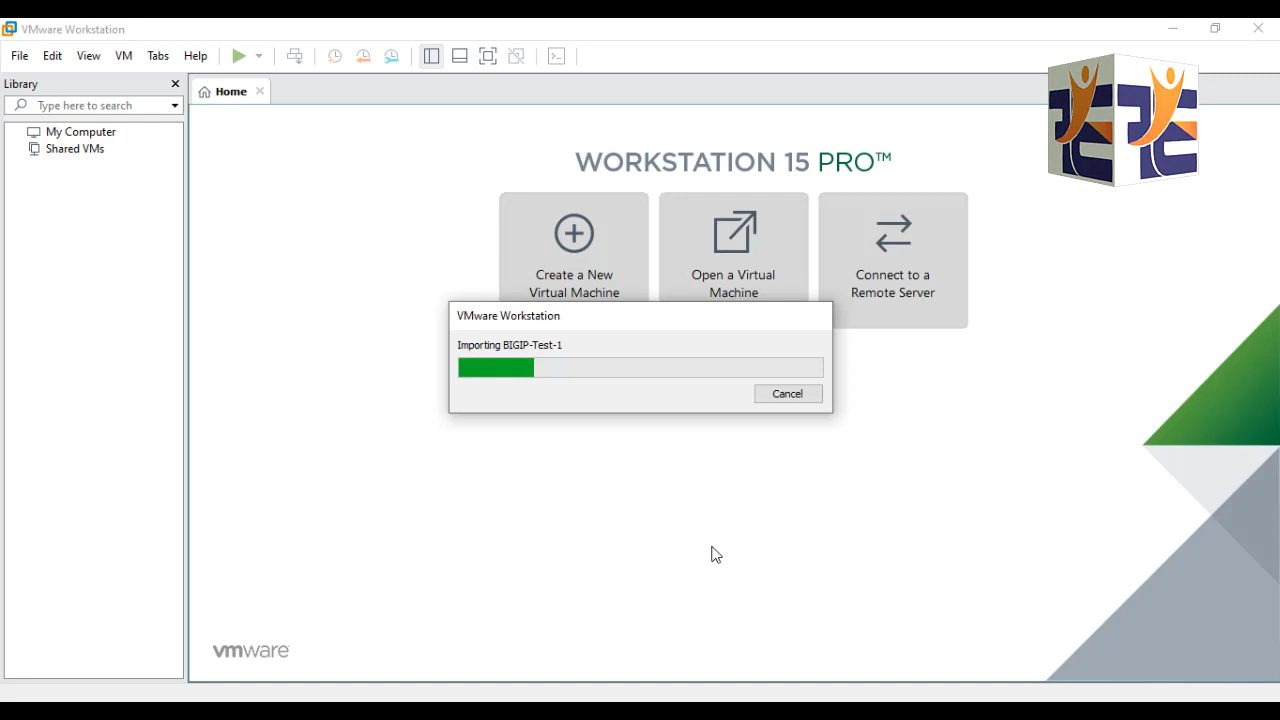 VMware Workstation
File Edit View VM Tabs Help
Library
Home
Type here to search
My Computer
Shared VMs
WORKSTATION 15 PRO™
Create a New
Virtual Machine
Open a Virtual
Machine
Connect to a
Remote Server
VMware Workstation
Importing BIGIP-Test-1
Cancel
vmware